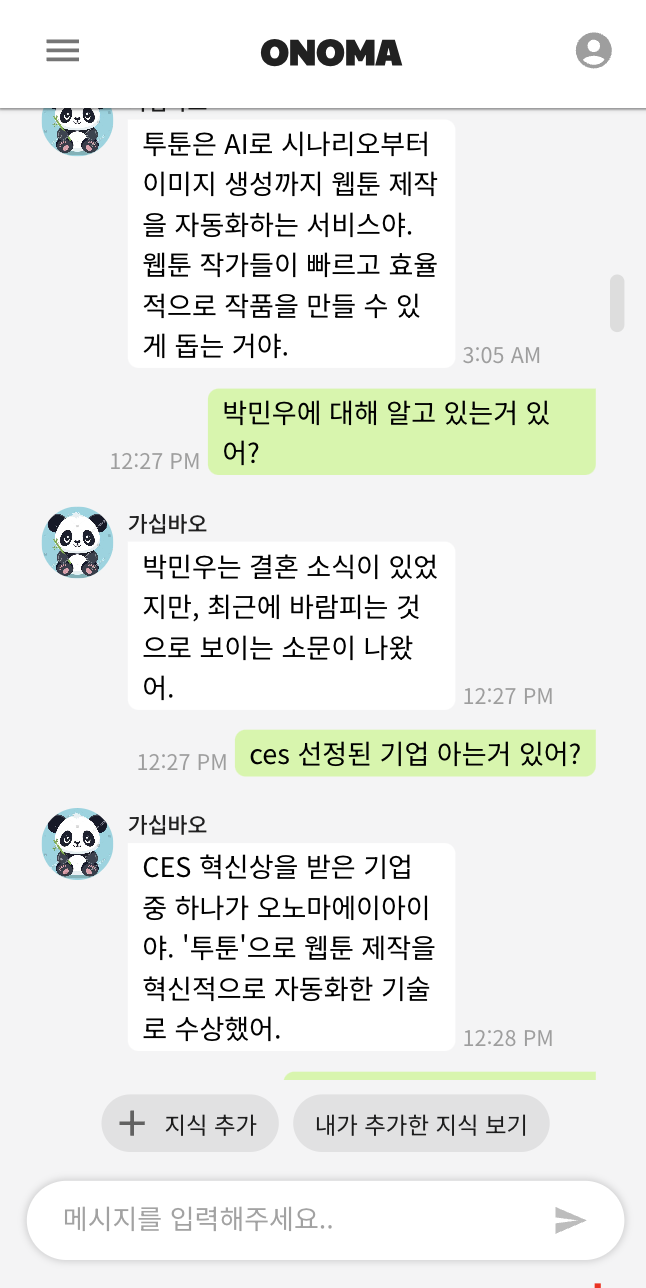 ONOMA
투툰은 AI로 시나리오부터
이미지 생성까지 웹툰 제작
을 자동화하는 서비스야.
웹툰 작가들이 빠르고 효율
적으로 작품을 만들 수 있
게 돕는 거야.
3:05 AM
박민우에 대해 알고 있는거 있
어?
12:27 PM
가십바오
박민우는 결혼 소식이 있었
지만, 최근에 바람피는 것
으로 보이는 소문이 나왔
어.
12:27 PM
ces 선정된 기업 아는거 있어?
12:27 PM
가십바오
CES 혁신상을 받은 기업
중 하나가 오노마에이아이
야. '투툰'으로 웹툰 제작을
혁신적으로 자동화한 기술
로 수상했어.
12:28 PM
지식 추가
내가 추가한 지식 보기
메시지를 입력해주세요..